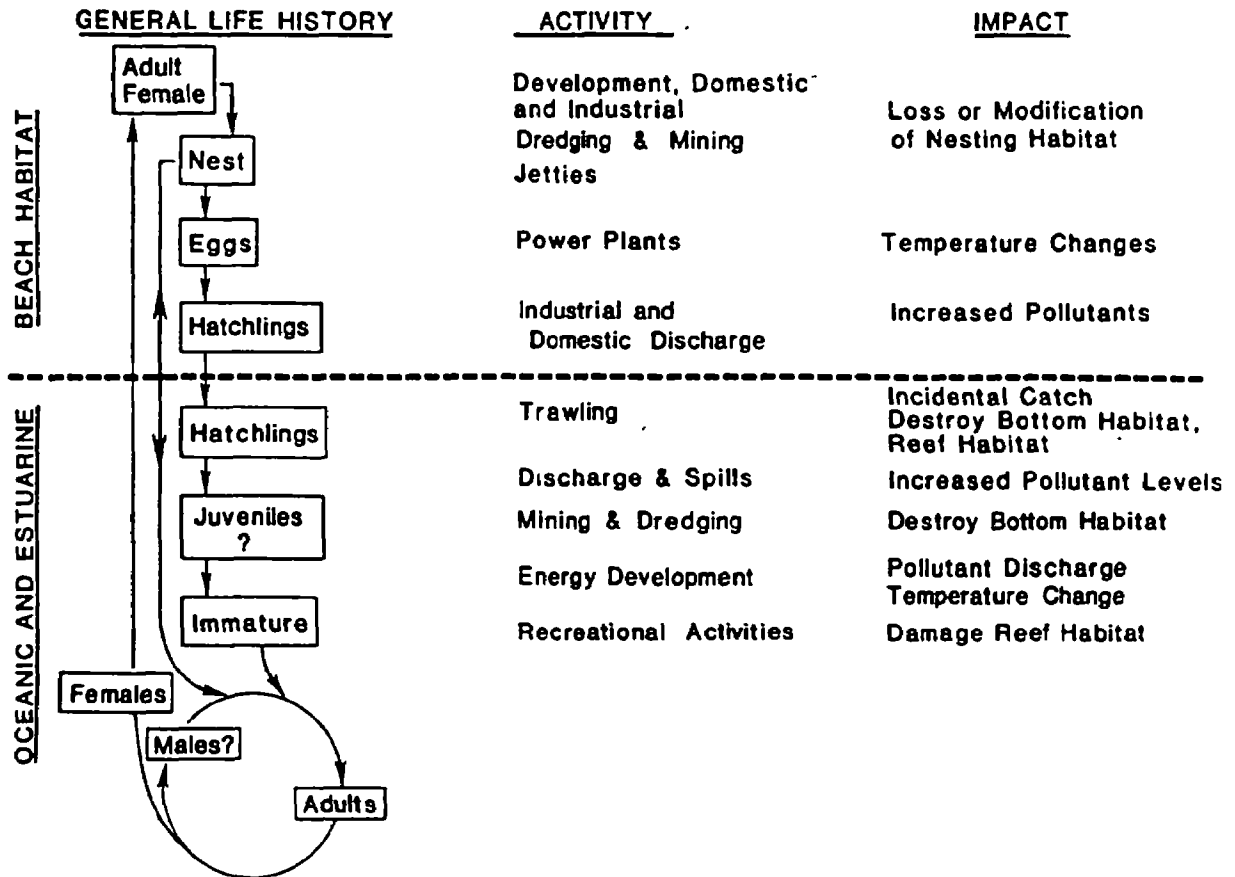 GENERAL LIFE HISTORY
ACTIVITY
IMPACT
BEACH HABITAT
Adult
Female
Nest
Eggs
Hatchlings
Development, Domestic
and Industrial
Dredging & Mining
Jetties
Loss or Modification
of Nesting Habitat
Power Plants
Temperature Changes
Industrial and
Domestic Discharge
Increased Pollutants
OCEANIC AND ESTUARINE
Hatchlings
Juveniles
?
Immature
Females
Males?
Adults
Trawling
Incidental Catch
Destroy Bottom Habitat,
Reef Habitat
Discharge & Spills
Increased Pollutant Levels
Mining & Dredging
Destroy Bottom Habitat
Energy Development
Pollutant Discharge
Temperature Change
Recreational Activities
Damage Reef Habitat